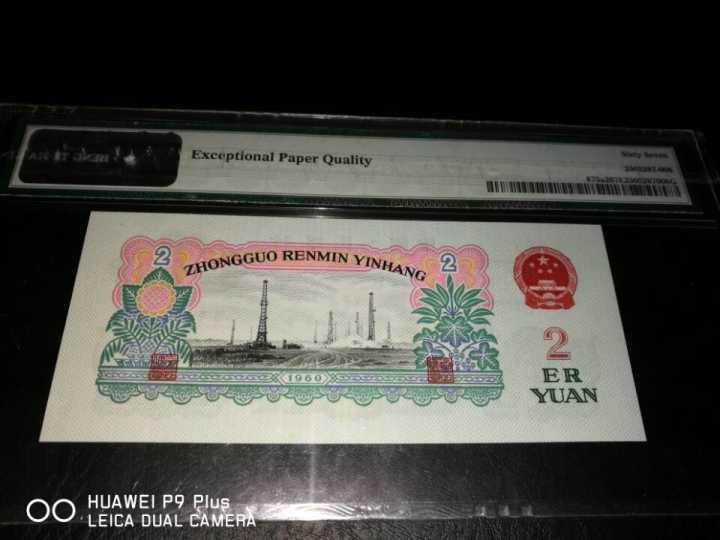 Exceptional Paper Quality
Sixty Seven
2
ZHONGGUO RENMIN YINHANG
2
1960
2
ER
YUAN
HUAWEI P9 Plus
LEICA DUAL CAMERA